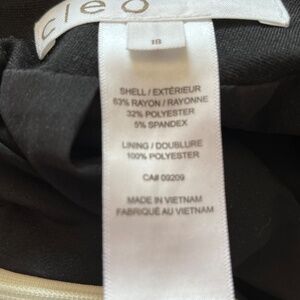 cleo
18
SHELL / EXTÉRIEUR
63% RAYON / RAYONNE
32% POLYESTER
5% SPANDEX
LINING / DOUBLURE
100% POLYESTER
CA# 09209
MADE IN VIETNAM
FABRIQUÉ AU VIETNAM